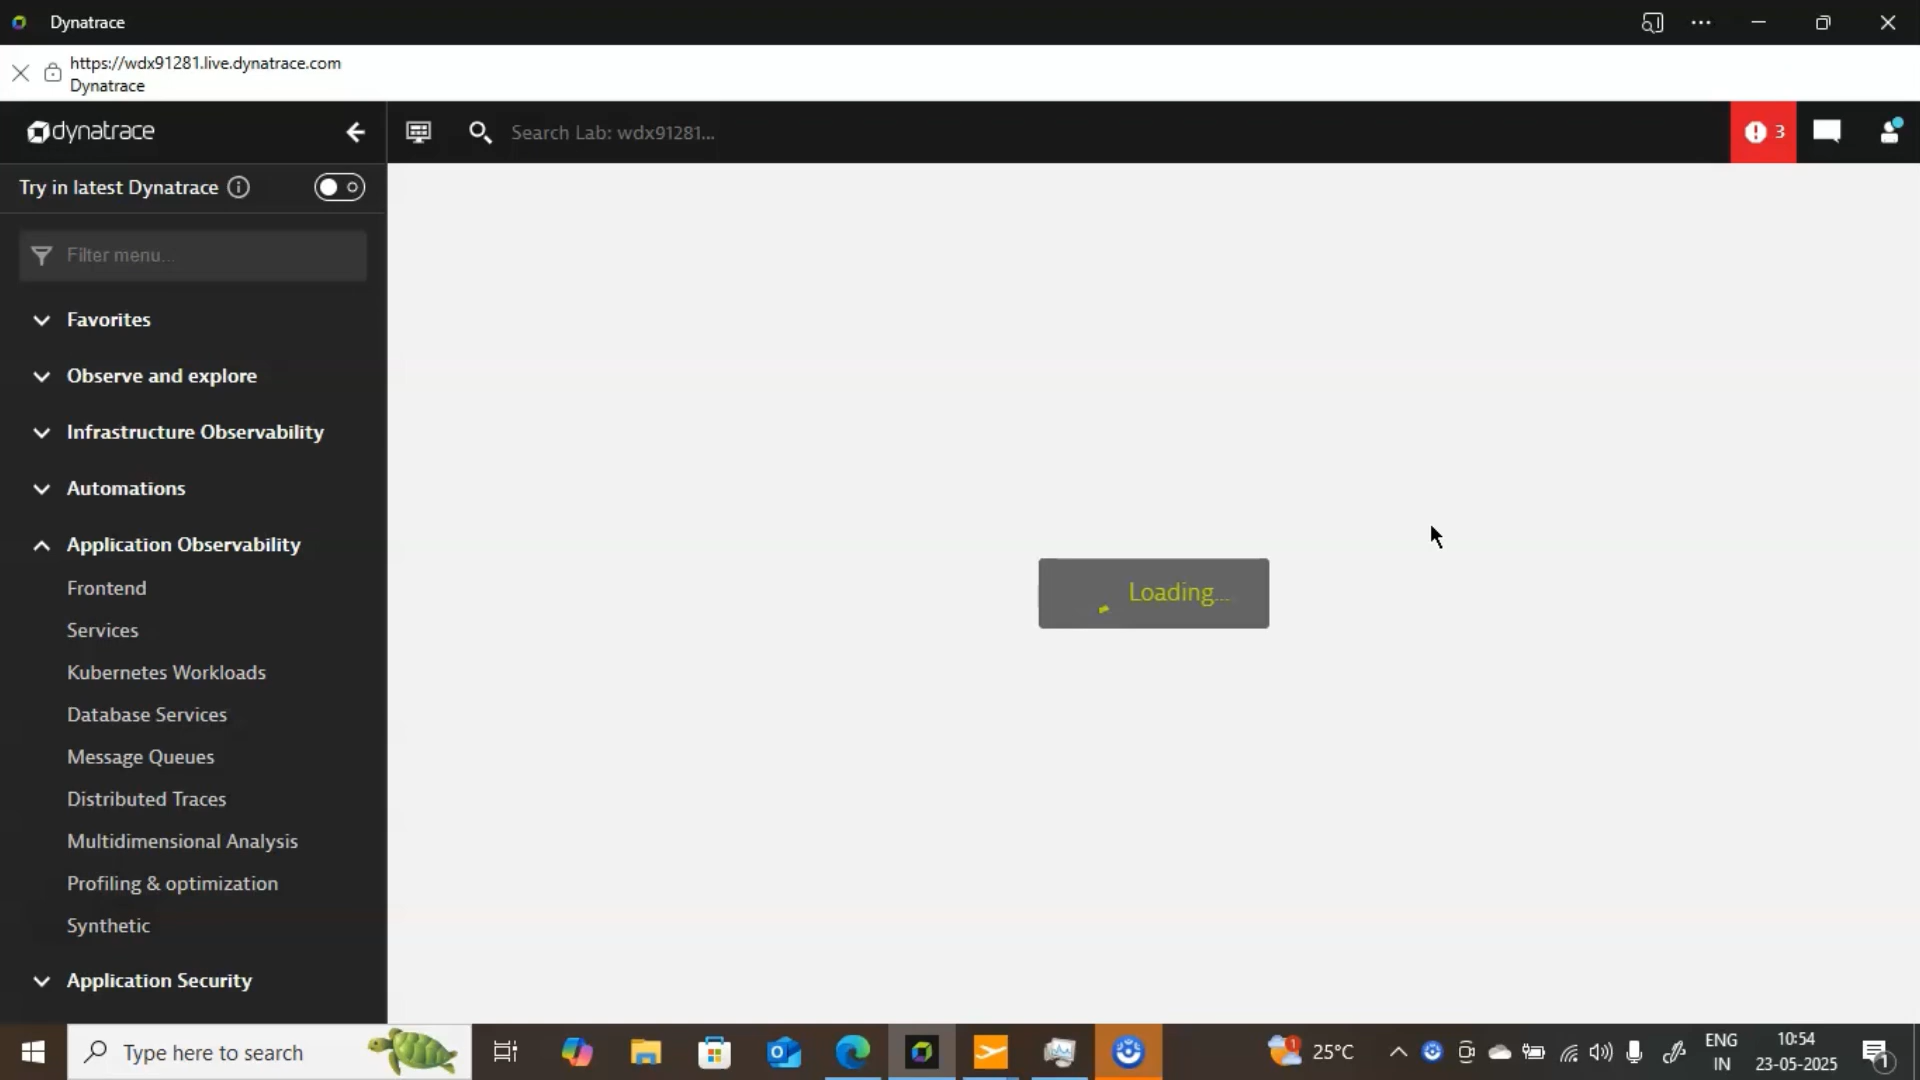 Dynatrace
https://wdx91281.live.dynatrace.com
Dynatrace
dynatrace
Search Lab: wdx91281...
3
Try in latest Dynatrace
Filter menu...
Favorites
Observe and explore
Infrastructure Observability
Automations
Application Observability
Frontend
Services
Kubernetes Workloads
Database Services
Message Queues
Distributed Traces
Multidimensional Analysis
Profiling & optimization
Synthetic
Application Security
Loading...
Type here to search
1
25°C
ENG
IN
10:54
23-05-2025
1